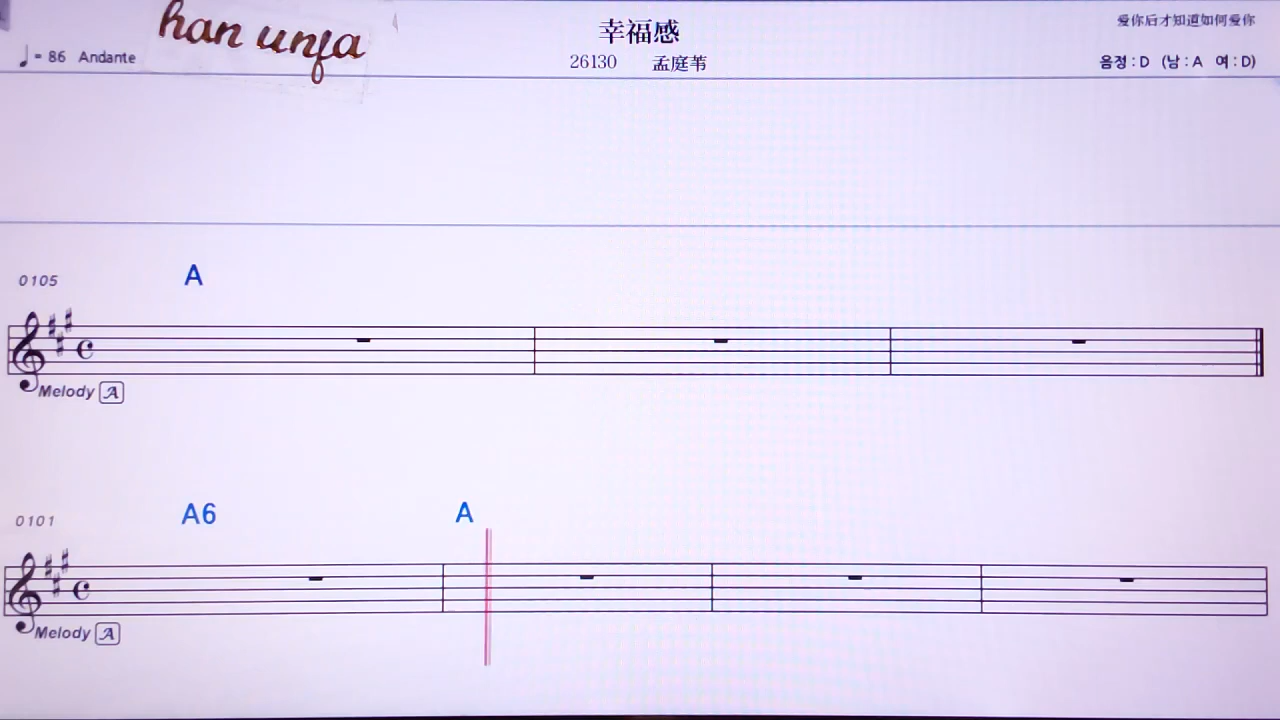 han unfa
幸福感
爱你后才知道如何爱你
♩= 86 Andante
26130 孟庭苇
음정 : D (남 : A 여 : D)
0105 A
Melody A
0101 A6 A
Melody A